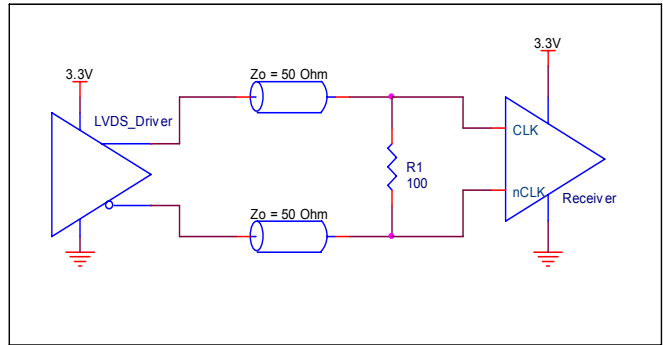 3.3V
LVDS_Driver
Zo = 50 Ohm
Zo = 50 Ohm
R1
100
3.3V
CLK
nCLK
Receiver